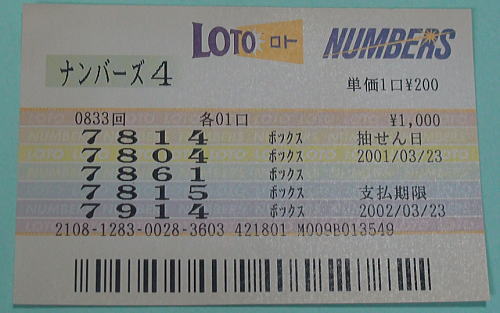 LOTO ロト NUMBERS
ナンバーズ4
単価1口¥200
0833回 各01口 ¥1,000
7814 ボックス 抽せん日
7804 ボックス 2001/03/23
7861 ボックス
7815 ボックス 支払期限
7914 ボックス 2002/03/23
2108-1283-0028-3603 421801 M009B013549